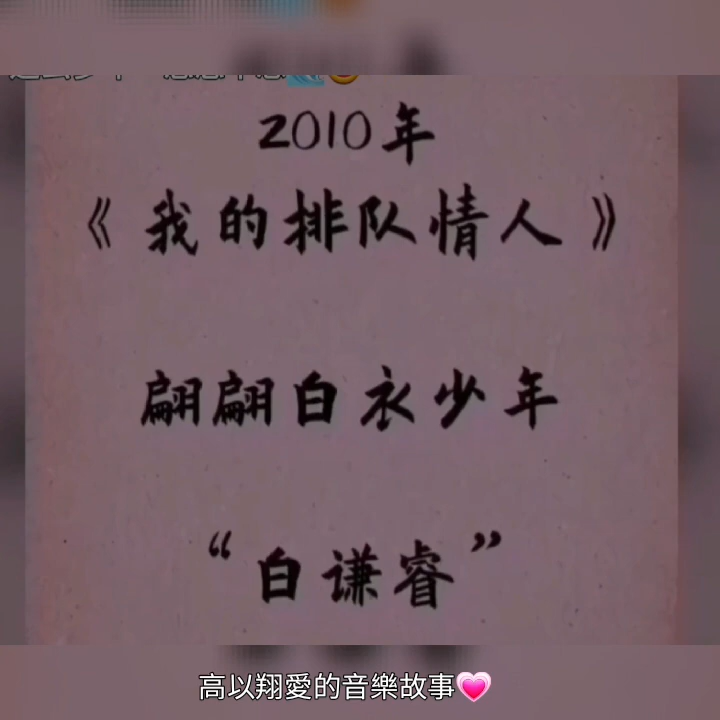 2010年
《我的排队情人》
翩翩白衣少年
“白谦睿”
高以翔愛的音樂故事💗